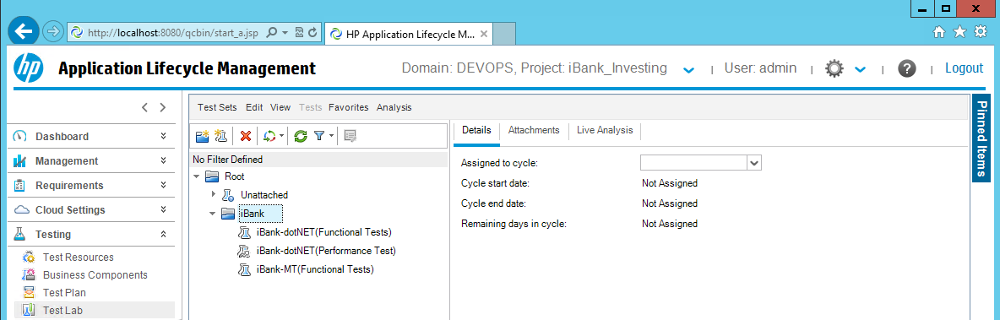 http://localhost:8080/qcbin/start_a.jsp
HP Application Lifecycle M...
hp Application Lifecycle Management
Domain: DEVOPS, Project: iBank_Investing
User: admin
?
Logout
Dashboard
Management
Requirements
Cloud Settings
Testing
Test Resources
Business Components
Test Plan
Test Lab
Test Sets Edit View Tests Favorites Analysis
No Filter Defined
Root
Unattached
iBank
iBank-dotNET(Functional Tests)
iBank-dotNET(Performance Test)
iBank-MT(Functional Tests)
Details Attachments Live Analysis
Assigned to cycle:
Cycle start date: Not Assigned
Cycle end date: Not Assigned
Remaining days in cycle: Not Assigned
Pinned Items